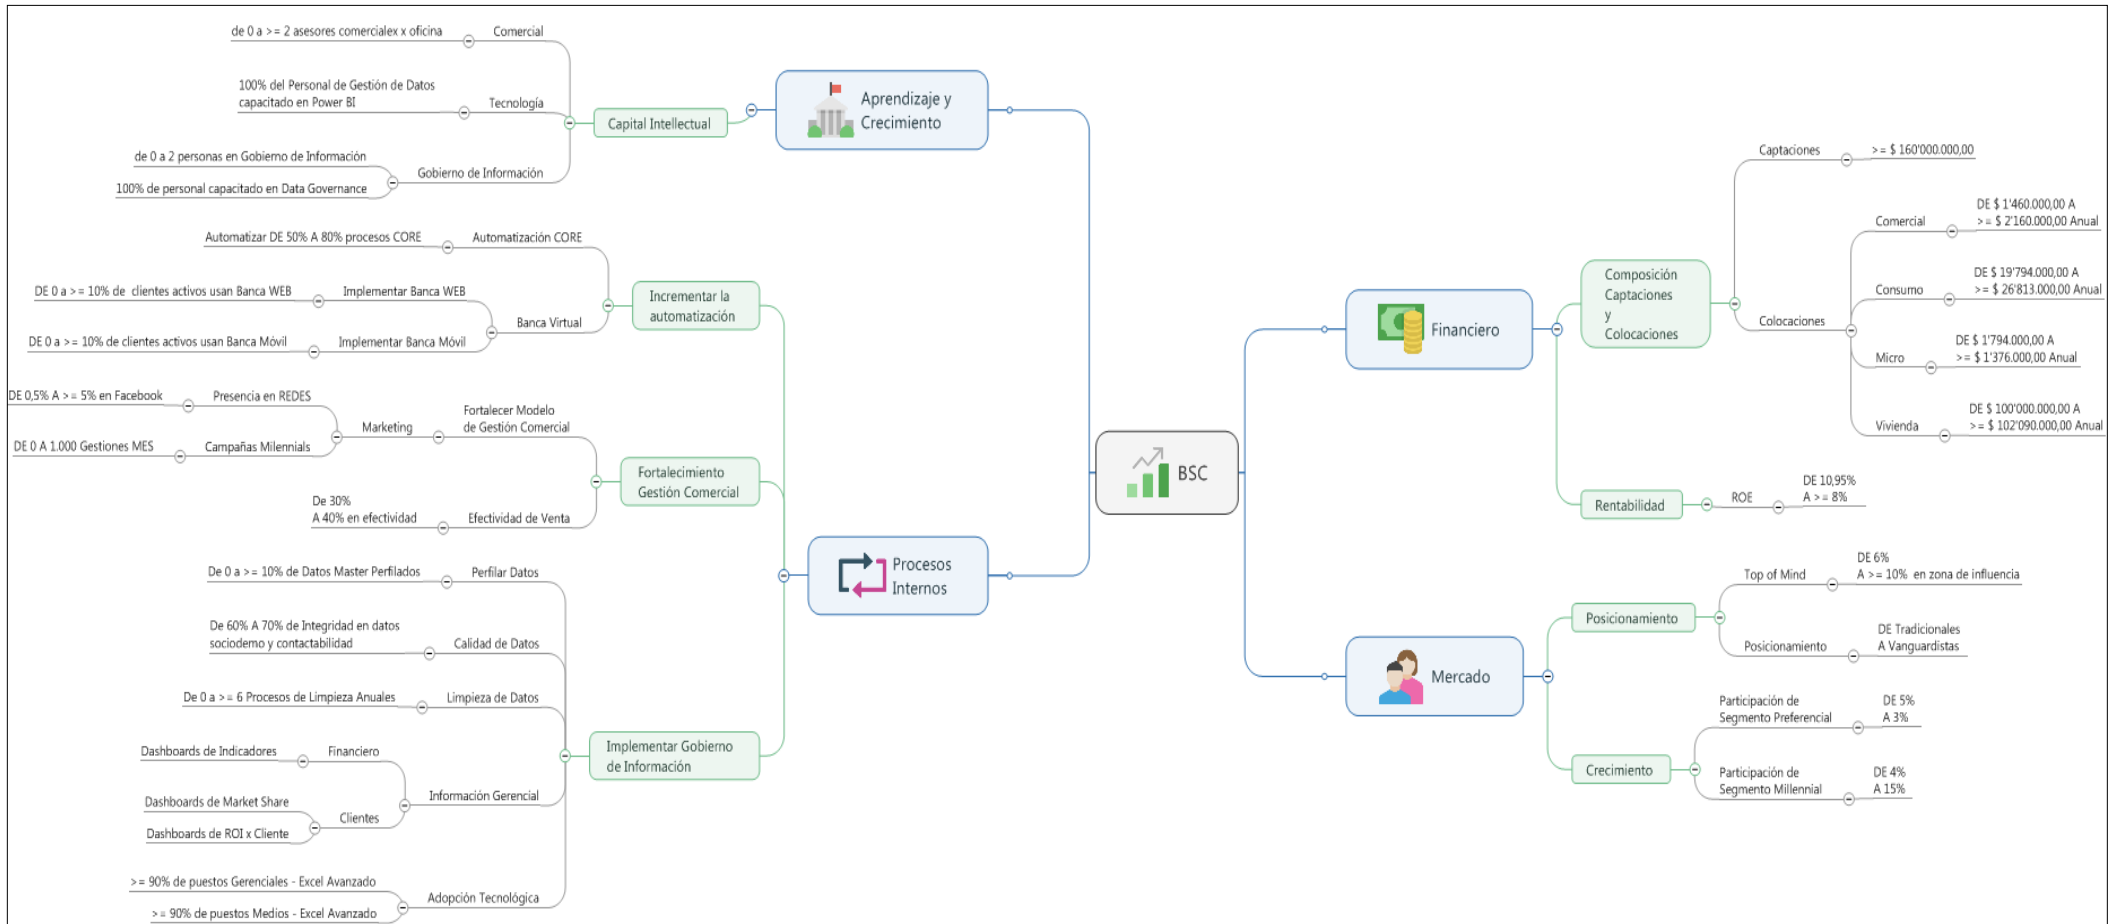 BSC
Aprendizaje y
Crecimiento
Capital Intellectual
Comercial
de 0 a >= 2 asesores comercialex x oficina
Tecnología
100% del Personal de Gestión de Datos
capacitado en Power BI
Gobierno de Información
de 0 a 2 personas en Gobierno de Información
100% de personal capacitado en Data Governance
Procesos
Internos
Incrementar la
automatización
Automatización CORE
Automatizar DE 50% A 80% procesos CORE
Banca Virtual
Implementar Banca WEB
DE 0 a >= 10% de clientes activos usan Banca WEB
Implementar Banca Móvil
DE 0 a >= 10% de clientes activos usan Banca Móvil
Fortalecimiento
Gestión Comercial
Fortalecer Modelo
de Gestión Comercial
Marketing
Presencia en REDES
DE 0,5% A >= 5% en Facebook
Campañas Milennials
DE 0 A 1.000 Gestiones MES
Efectividad de Venta
De 30%
A 40% en efectividad
Implementar Gobierno
de Información
Perfilar Datos
De 0 a >= 10% de Datos Master Perfilados
Calidad de Datos
De 60% A 70% de Integridad en datos
sociodemo y contactabilidad
Limpieza de Datos
De 0 a >= 6 Procesos de Limpieza Anuales
Información Gerencial
Financiero
Dashboards de Indicadores
Clientes
Dashboards de Market Share
Dashboards de ROI x Cliente
Adopción Tecnológica
>= 90% de puestos Gerenciales - Excel Avanzado
>= 90% de puestos Medios - Excel Avanzado
Financiero
Composición
Captaciones
y
Colocaciones
Captaciones
>= $ 160'000.000,00
Colocaciones
Comercial
DE $ 1'460.000,00 A
>= $ 2'160.000,00 Anual
Consumo
DE $ 19'794.000,00 A
>= $ 26'813.000,00 Anual
Micro
DE $ 1'794.000,00 A
>= $ 1'376.000,00 Anual
Vivienda
DE $ 100'000.000,00 A
>= $ 102'090.000,00 Anual
Rentabilidad
ROE
DE 10,95%
A >= 8%
Mercado
Posicionamiento
Top of Mind
DE 6%
A >= 10% en zona de influencia
Posicionamiento
DE Tradicionales
A Vanguardistas
Crecimiento
Participación de
Segmento Preferencial
DE 5%
A 3%
Participación de
Segmento Millennial
DE 4%
A 15%